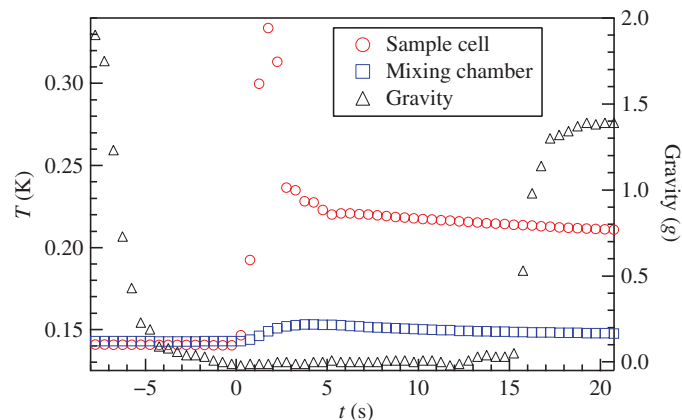 2.0
Sample cell
Mixing chamber
Gravity
0.30
1.5
0.25
T (K)
1.0
Gravity (g)
0.20
0.5
0.15
0.0
−5 0 5 10 15 20
t (s)